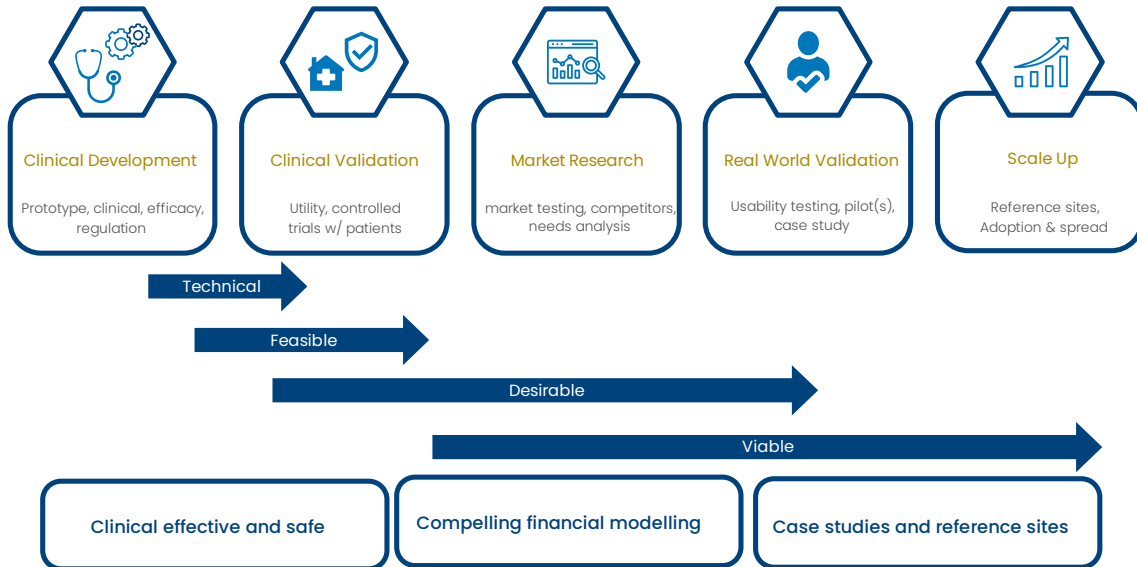 Clinical Development
Prototype, clinical, efficacy,
regulation
Clinical Validation
Utility, controlled
trials w/ patients
Market Research
market testing, competitors,
needs analysis
Real World Validation
Usability testing, pilot(s),
case study
Scale Up
Reference sites,
Adoption & spread
Technical
Feasible
Desirable
Viable
Clinical effective and safe
Compelling financial modelling
Case studies and reference sites